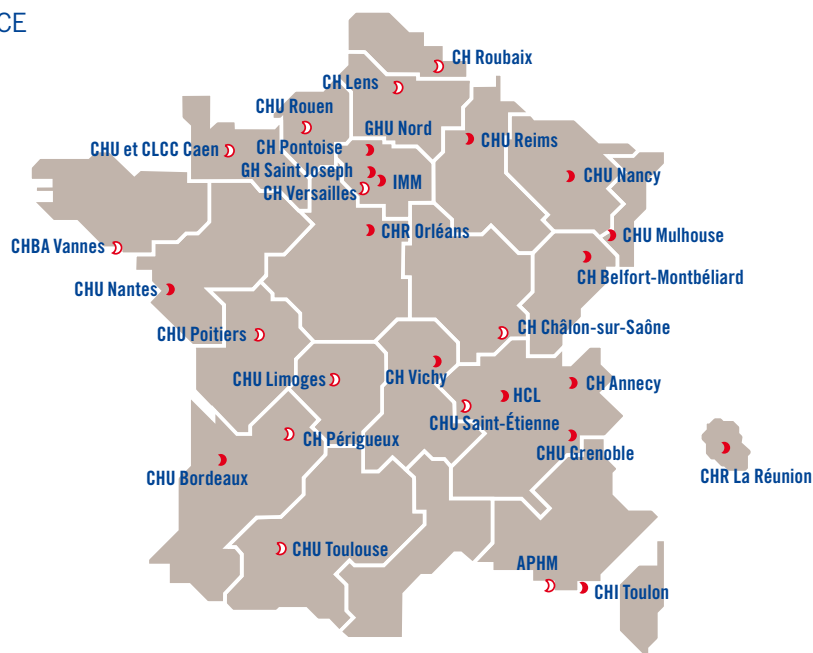 CE
CH Roubaix
CH Lens
CHU Rouen
GHU Nord
CHU Reims
CHU et CLCC Caen
CH Pontoise
GH Saint Joseph
IMM
CHU Nancy
CH Versailles
CHR Orléans
CHU Mulhouse
CHBA Vannes
CH Belfort-Montbéliard
CHU Nantes
CHU Poitiers
CH Châlon-sur-Saône
CHU Limoges
CH Vichy
HCL
CH Annecy
CHU Saint-Étienne
CH Périgueux
CHU Grenoble
CHU Bordeaux
CHR La Réunion
CHU Toulouse
APHM
CHI Toulon